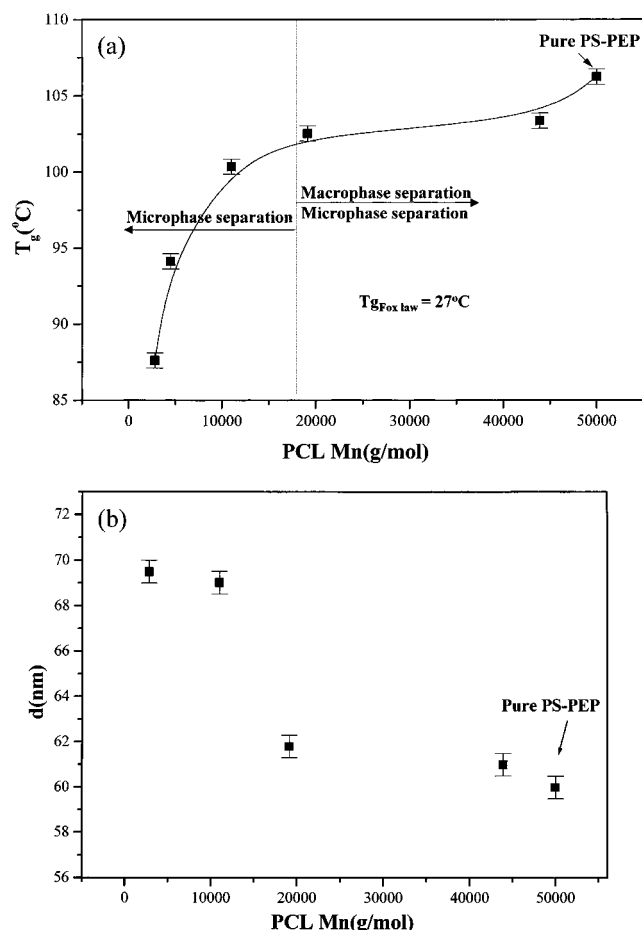 (a)
Pure PS-PEP
110
105
100
95
90
85
Tg(°C)
Macrophase separation
Microphase separation
Microphase separation
TgFox law = 27°C
0
10000
20000
30000
40000
50000
PCL Mn(g/mol)
(b)
72
70
68
66
64
62
60
58
56
d(nm)
Pure PS-PEP
0
10000
20000
30000
40000
50000
PCL Mn(g/mol)